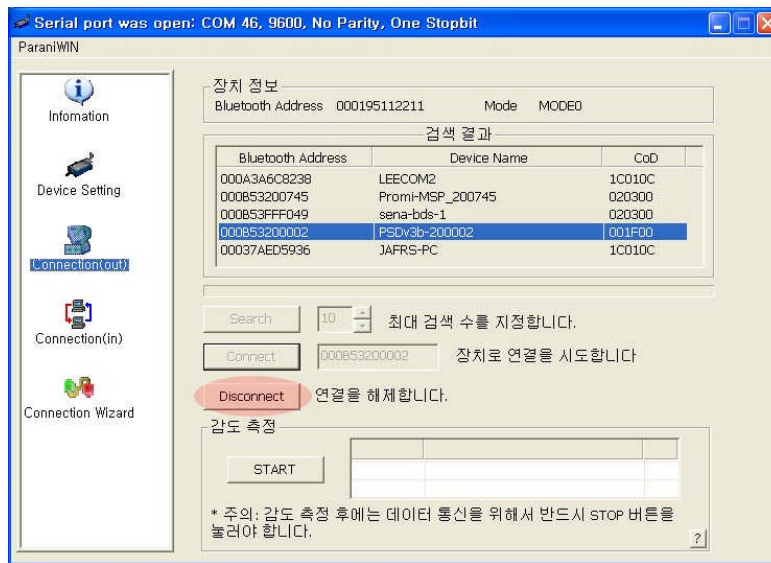 Serial port was open: COM 46, 9600, No Parity, One Stopbit
ParaniWIN
Infomation
Device Setting
Connection(out)
Connection(in)
Connection Wizard
장치 정보
Bluetooth Address 000195112211 Mode MODE0
검색 결과
Bluetooth Address Device Name CoD
000A3A6C8238 LEECOM2 1C010C
000B53200745 Promi-MSP_200745 020300
000B53FFF049 sena-bds-1 020300
000B53200002 PSDv3b-200002 001F00
00037AED5936 JAFRS-PC 1C010C
Search 10 최대 검색 수를 지정합니다.
Connect 000B53200002 장치로 연결을 시도합니다
Disconnect 연결을 해제합니다.
감도 측정
START
* 주의: 감도 측정 후에는 데이터 통신을 위해서 반드시 STOP 버튼을
눌러야 합니다.
?